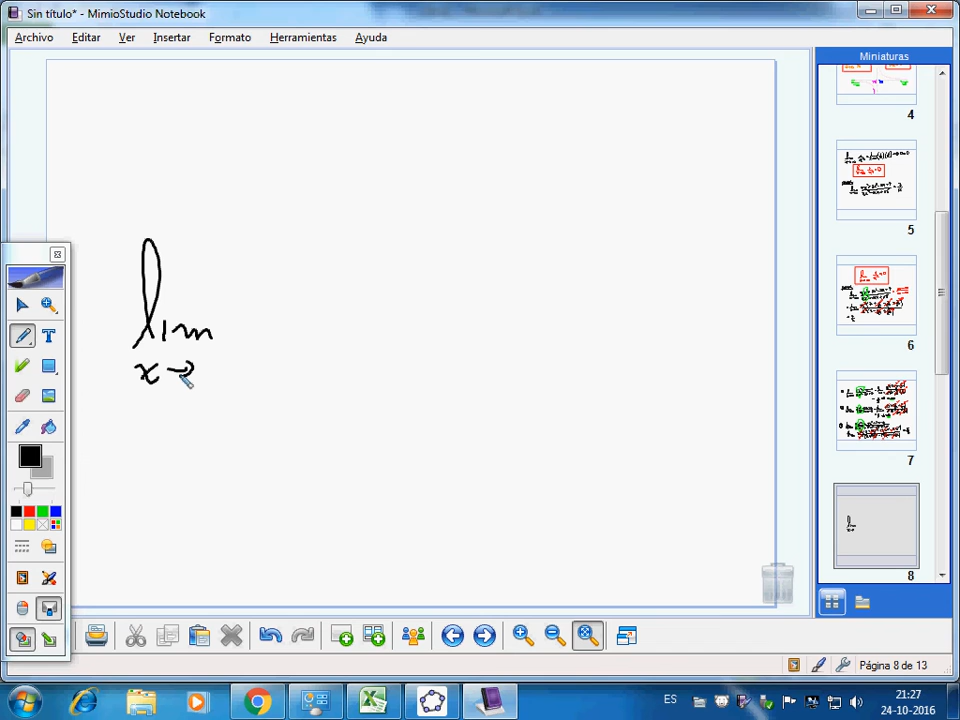 Sin título* - MimioStudio Notebook
Archivo Editar Ver Insertar Formato Herramientas Ayuda
Miniaturas
4
5
6
7
8
lim
x→
T
Página 8 de 13
ES
21:27
24-10-2016